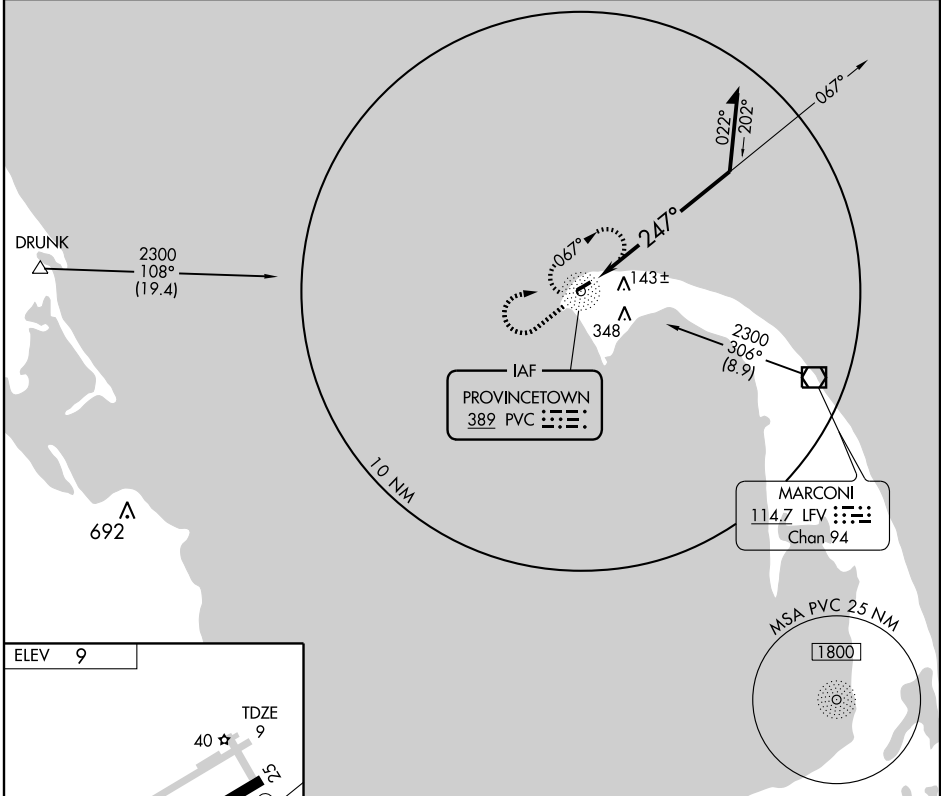 067°
022°
202°
DRUNK
2300
108°
(19.4)
067°
247°
143±
348
2300
306°
(8.9)
IAF
PROVINCETOWN
389 PVC
10 NM
MARCONI
114.7 LFV
Chan 94
692
MSA PVC 25 NM
1800
ELEV 9
TDZE
9
40
25